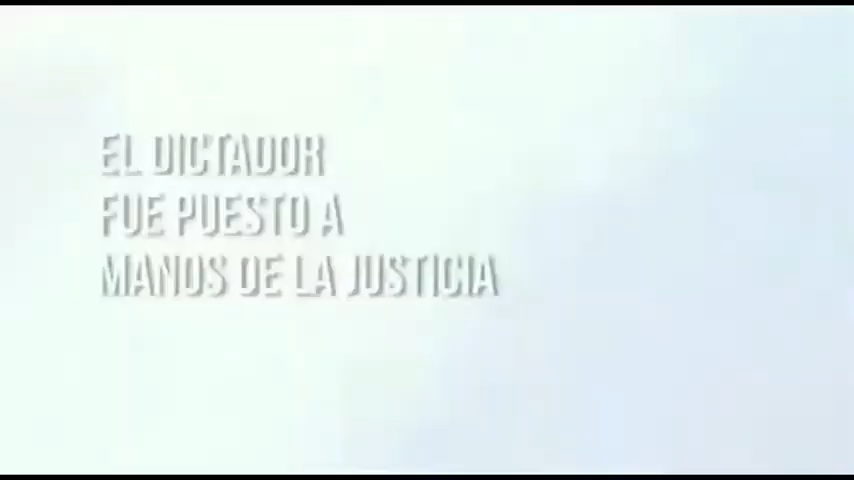 EL DICTADOR
FUE PUESTO A
MANOS DE LA JUSTICIA